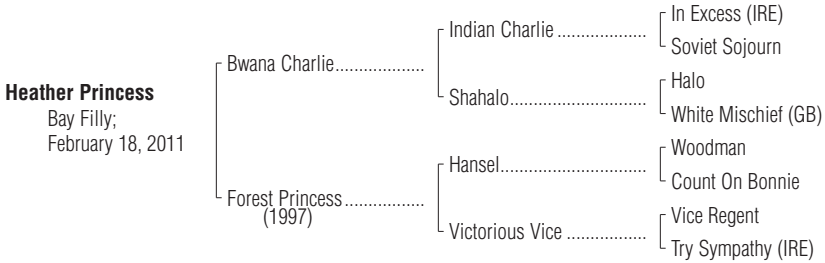 In Excess (IRE)
Indian Charlie ..................
Soviet Sojourn
Bwana Charlie..................
Halo
Shahalo...........................
White Mischief (GB)
Heather Princess
Bay Filly;
February 18, 2011
Woodman
Hansel.............................
Count On Bonnie
Forest Princess................
(1997)
Vice Regent
Victorious Vice ................
Try Sympathy (IRE)